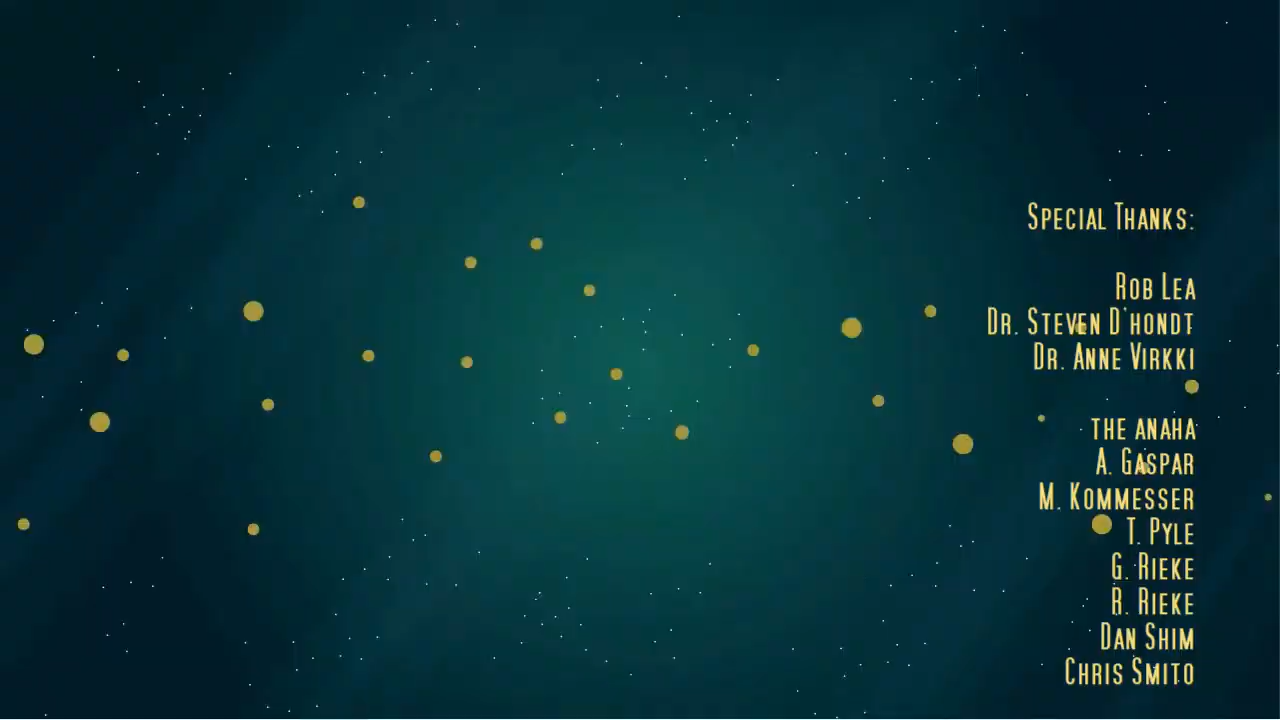 Special Thanks:
Rob Lea
Dr. Steven D'hondt
Dr. Anne Virkki
the anaha
A. Gaspar
M. Kommesser
T. Pyle
G. Rieke
R. Rieke
Dan Shim
Chris Smito